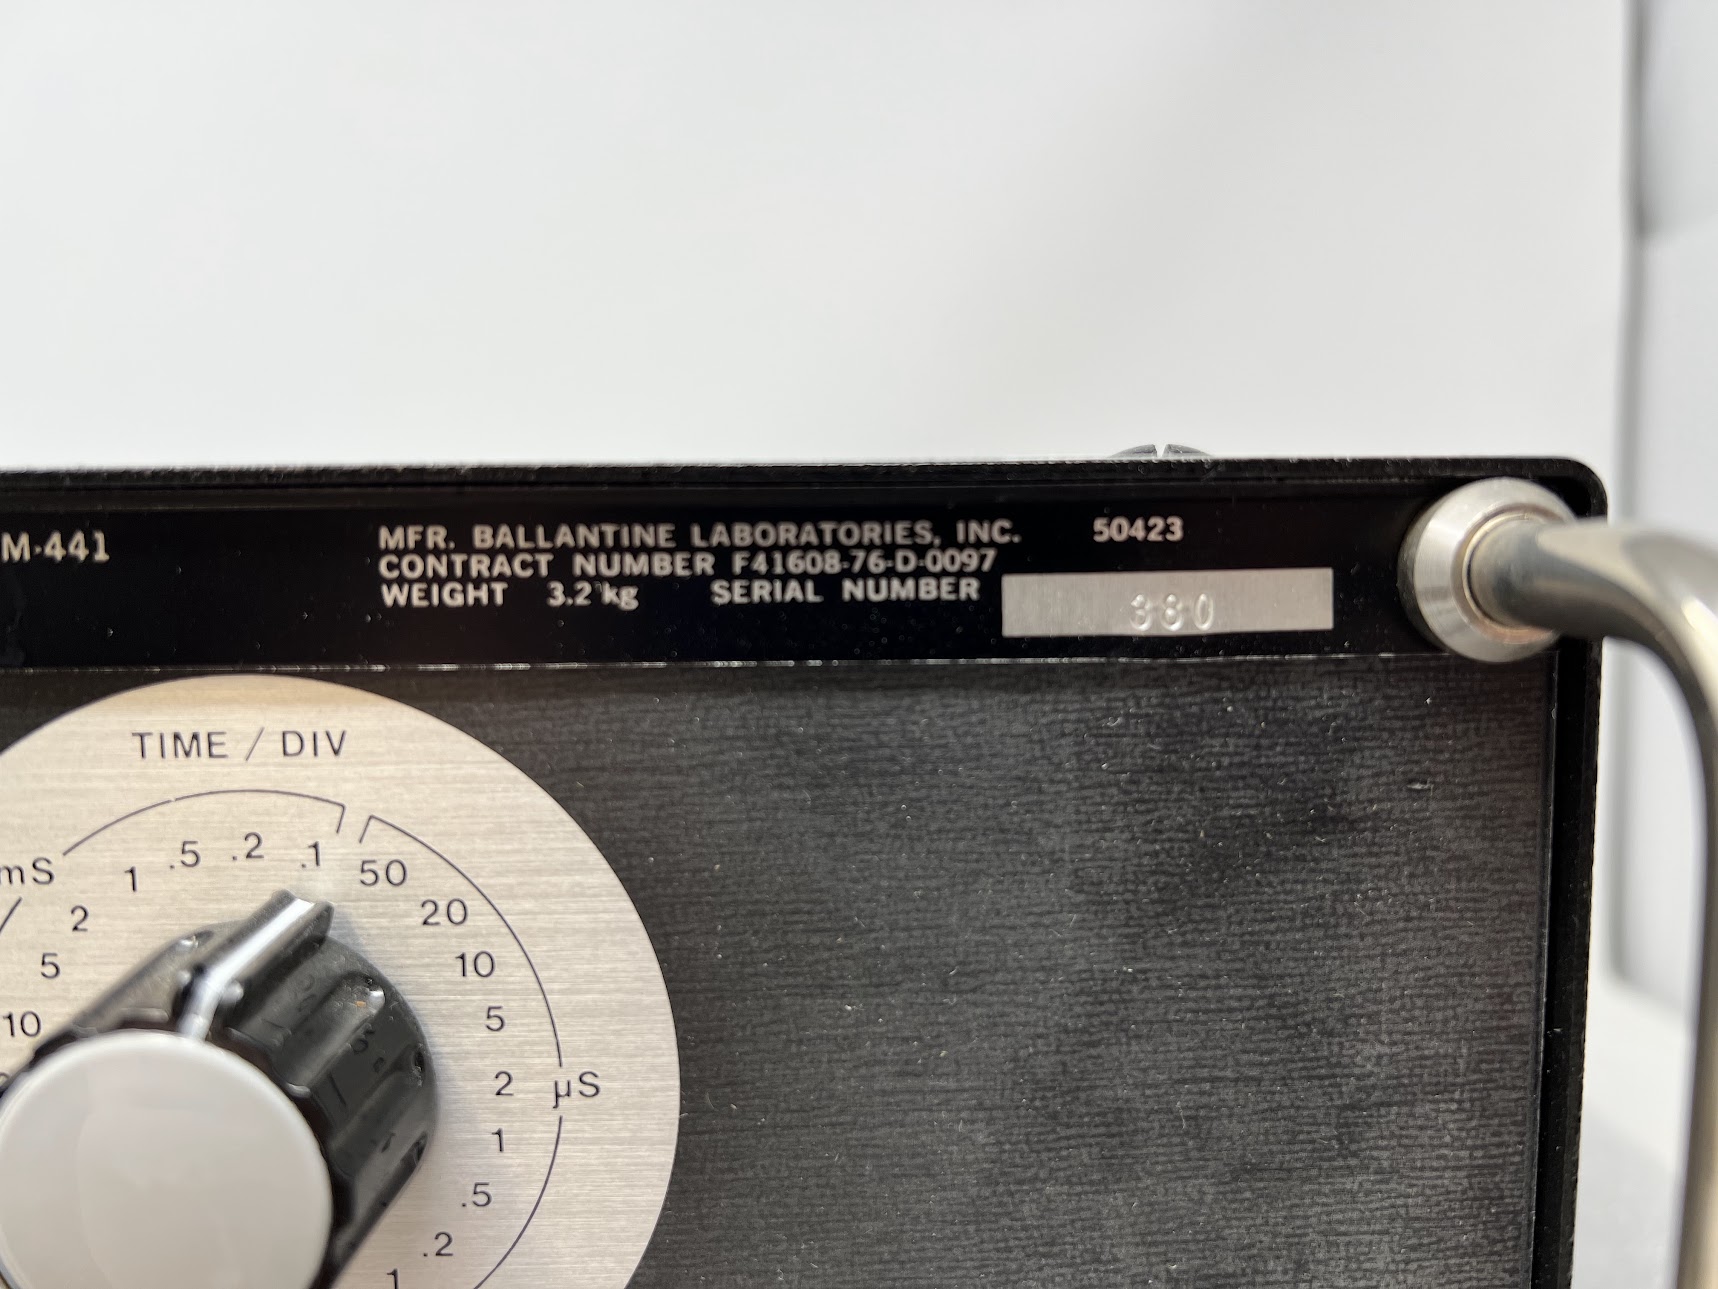 M-441
MFR. BALLANTINE LABORATORIES, INC. 50423
CONTRACT NUMBER F41608-76-D-0097
WEIGHT 3.2 kg SERIAL NUMBER 380
TIME / DIV
mS
10
5
2
1
.5
.2
.1
50
20
10
5
2
µS
1
.5
.2
.1